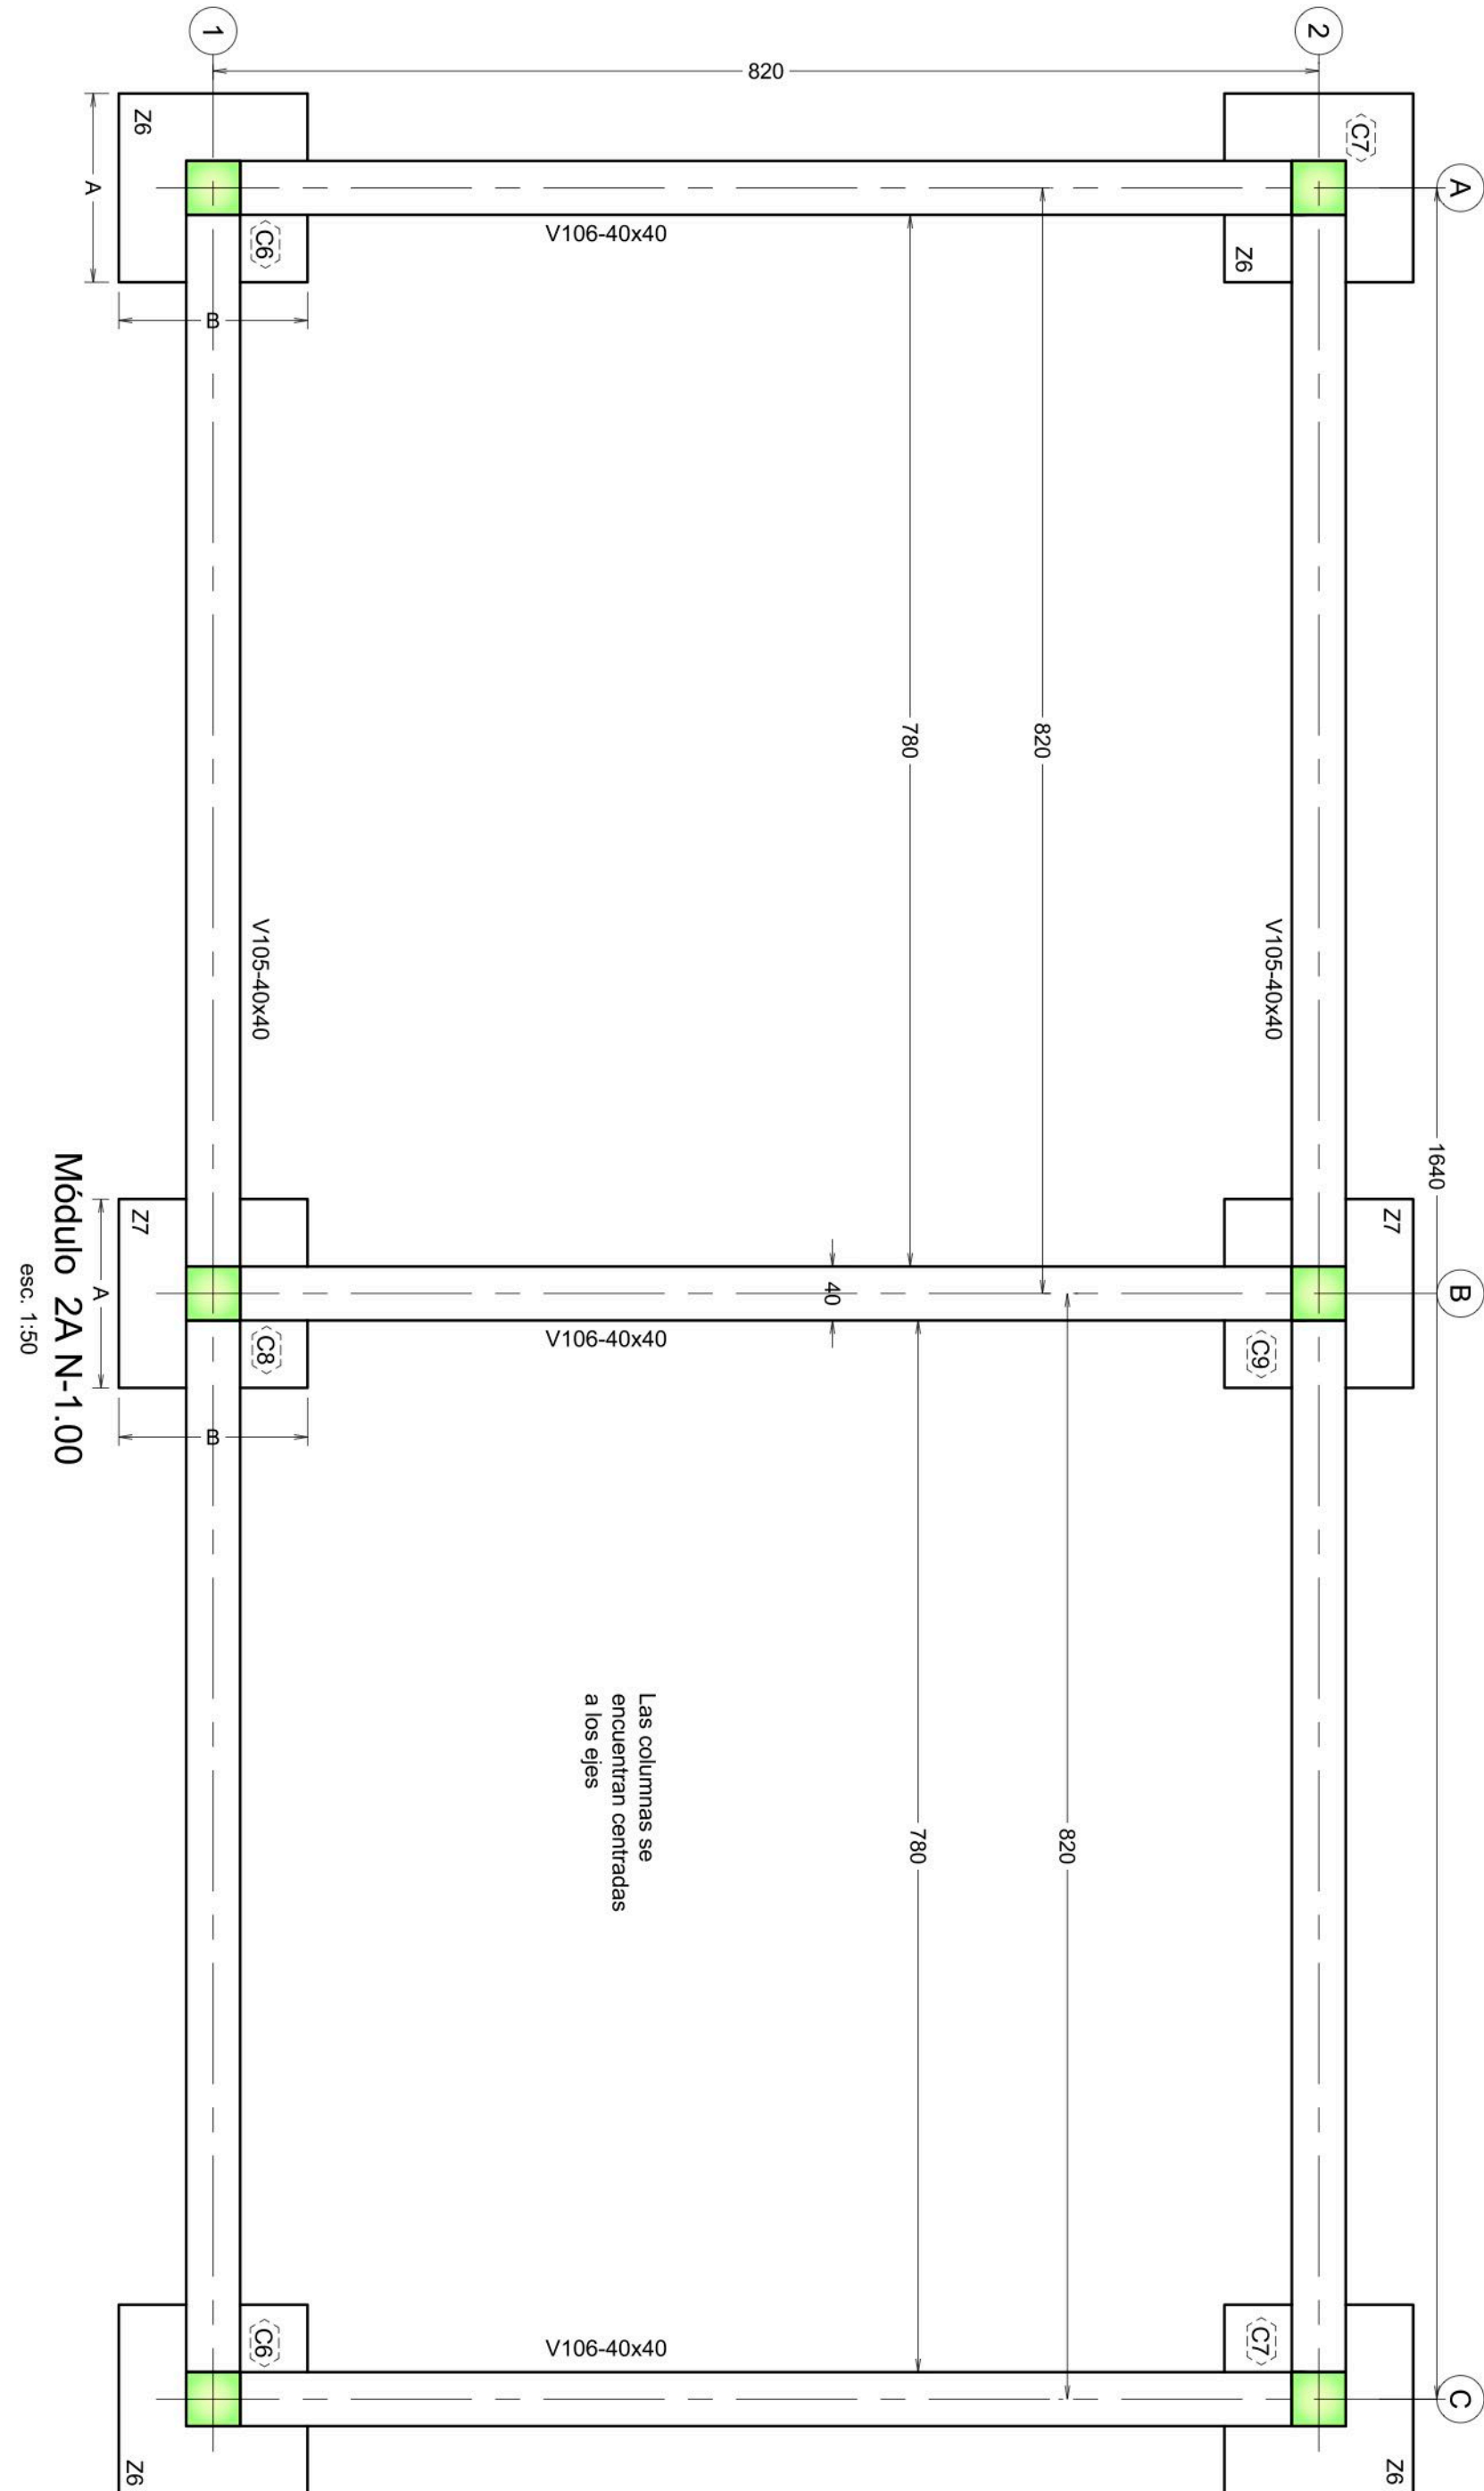 1
2
820
Z6
C7
A
A
C6
V106-40x40
Z6
B
780
820
V105-40x40
V105-40x40
1640
Z7
Z7
A
40
B
C8
V106-40x40
C9
B
Módulo 2A N-1.00
esc. 1:50
Las columnas se
encuentran centradas
a los ejes
780
820
C6
V106-40x40
C7
C
Z6
Z6